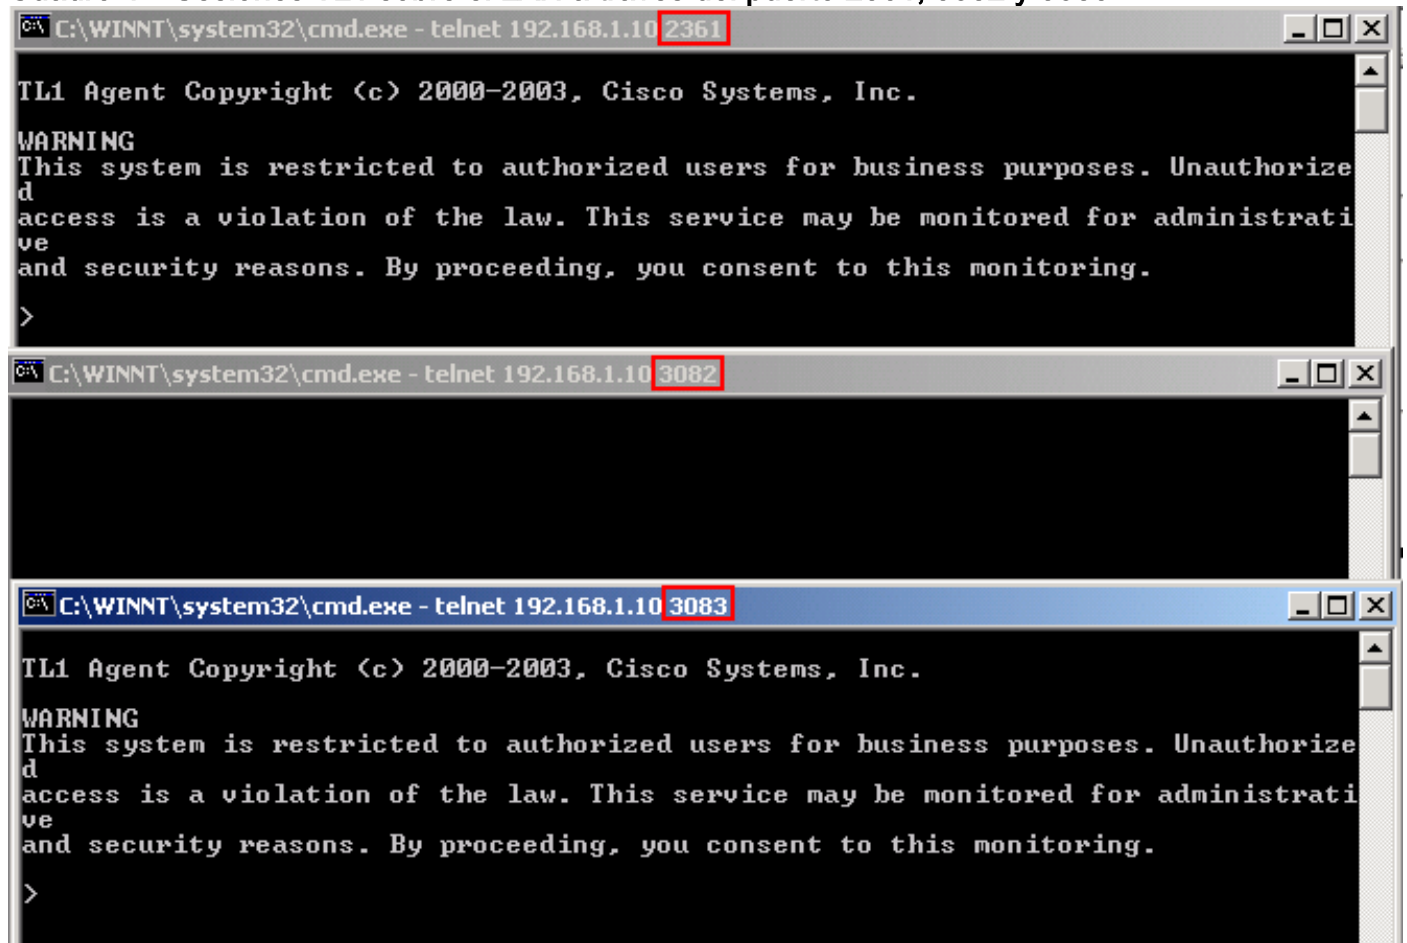 C:\WINNT\system32\cmd.exe - telnet 192.168.1.10 2361
TL1 Agent Copyright (c) 2000-2003, Cisco Systems, Inc.
WARNING
This system is restricted to authorized users for business purposes. Unauthorize
d
access is a violation of the law. This service may be monitored for administrati
ve
and security reasons. By proceeding, you consent to this monitoring.
>
C:\WINNT\system32\cmd.exe - telnet 192.168.1.10 3082
C:\WINNT\system32\cmd.exe - telnet 192.168.1.10 3083
TL1 Agent Copyright (c) 2000-2003, Cisco Systems, Inc.
WARNING
This system is restricted to authorized users for business purposes. Unauthorize
d
access is a violation of the law. This service may be monitored for administrati
ve
and security reasons. By proceeding, you consent to this monitoring.
>